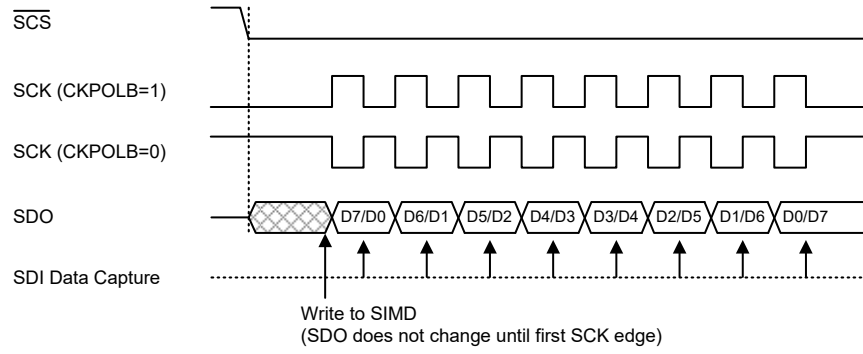 SCS
SCK (CKPOLB=1)
SCK (CKPOLB=0)
SDO
D7/D0 D6/D1 D5/D2 D4/D3 D3/D4 D2/D5 D1/D6 D0/D7
SDI Data Capture
Write to SIMD
(SDO does not change until first SCK edge)